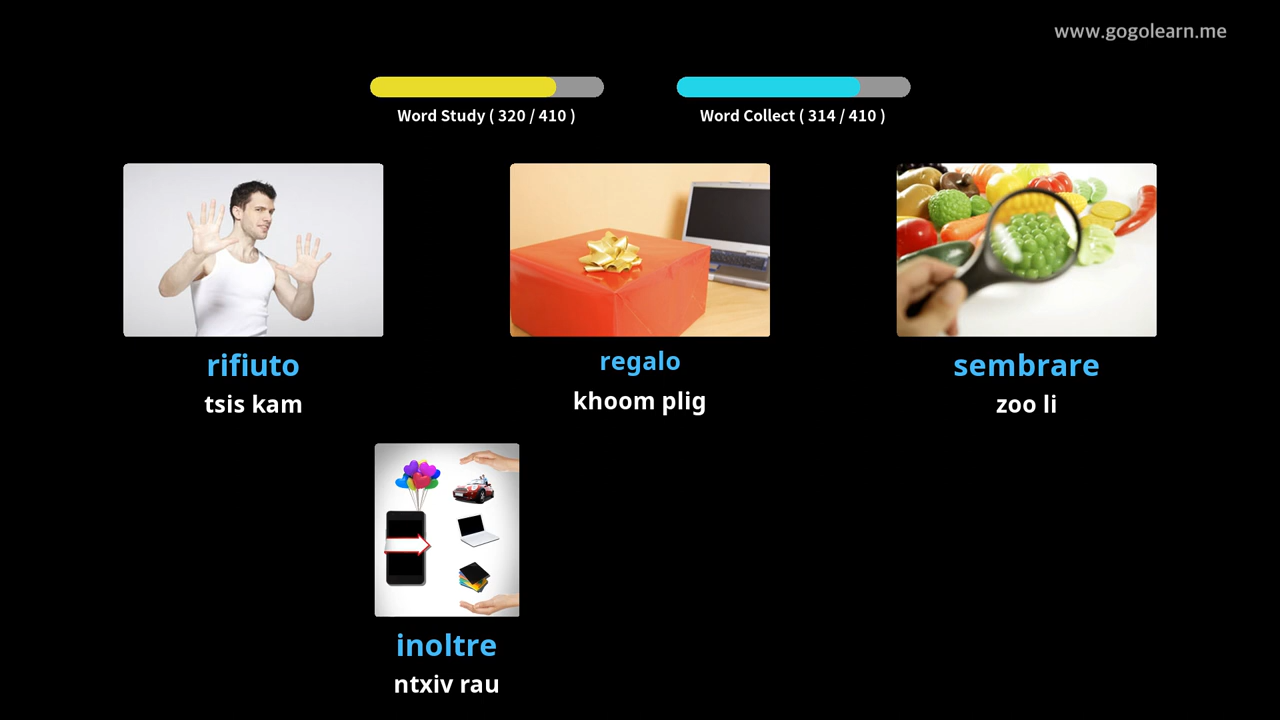 www.gogolearn.me
Word Study ( 320 / 410 )
Word Collect ( 314 / 410 )
rifiuto
tsis kam
regalo
khoom plig
sembrare
zoo li
inoltre
ntxiv rau